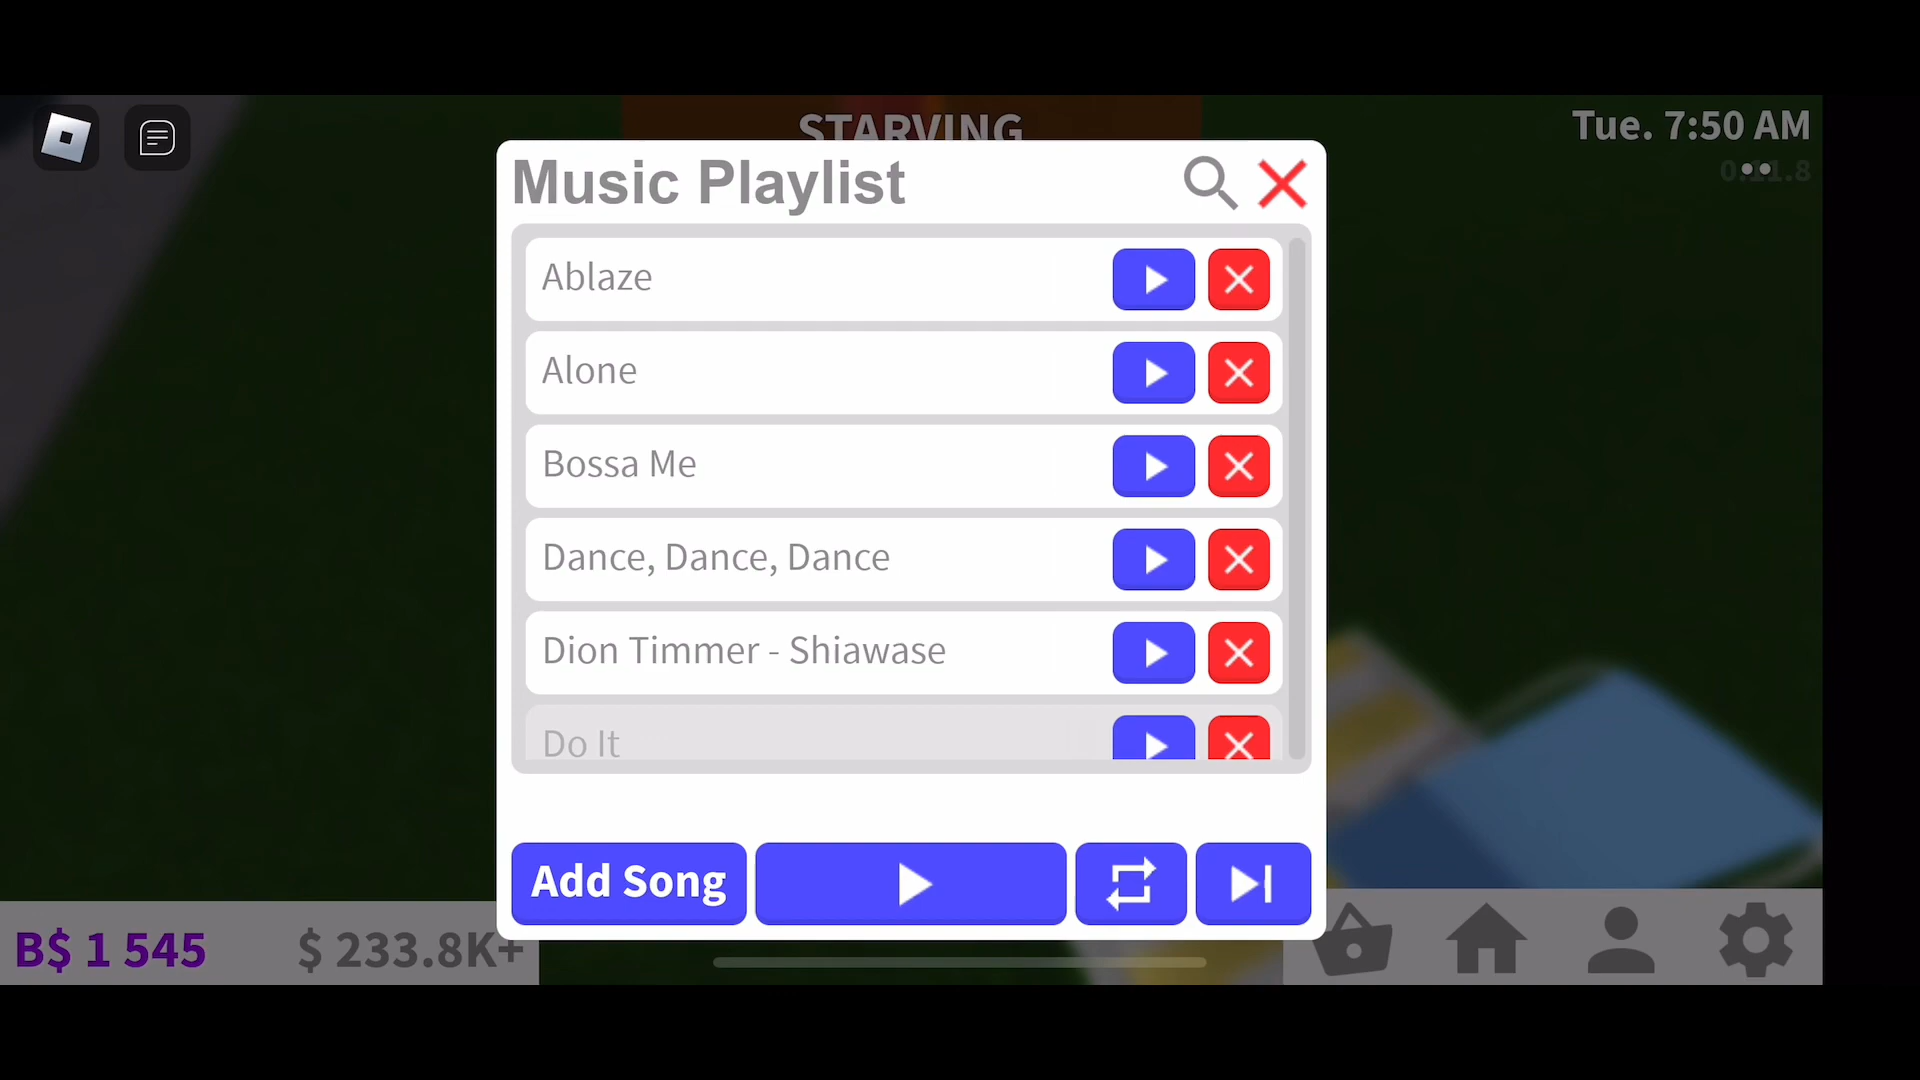 STARVING
Tue. 7:50 AM
Music Playlist
Ablaze
Alone
Bossa Me
Dance, Dance, Dance
Dion Timmer - Shiawase
Do It
Add Song
B$ 1 545
$ 233.8K+